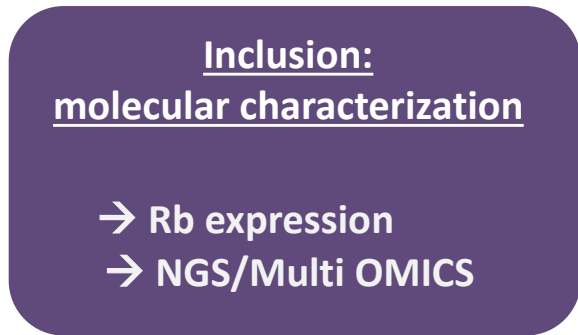 Inclusion:
molecular characterization
→ Rb expression
→ NGS/Multi OMICS